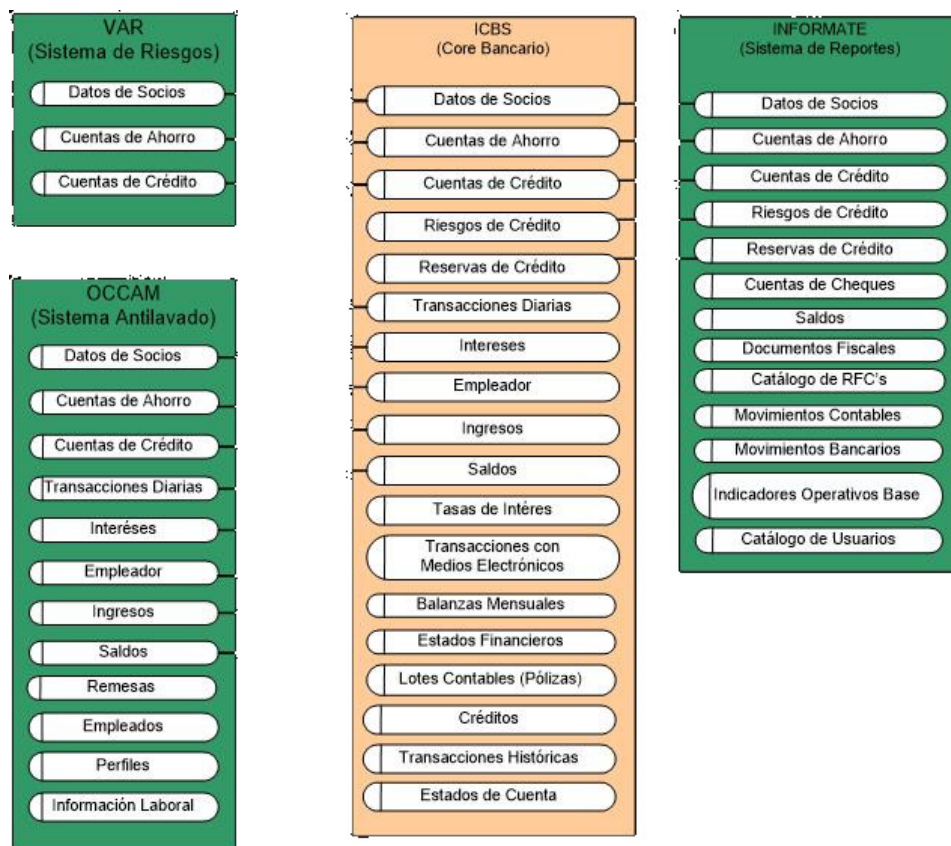 VAR
(Sistema de Riesgos)
Datos de Socios
Cuentas de Ahorro
Cuentas de Crédito
OCCAM
(Sistema Antilavado)
Datos de Socios
Cuentas de Ahorro
Cuentas de Crédito
Transacciones Diarias
Interéses
Empleador
Ingresos
Saldos
Remesas
Empleados
Perfiles
Información Laboral
ICBS
(Core Bancario)
Datos de Socios
Cuentas de Ahorro
Cuentas de Crédito
Riesgos de Crédito
Reservas de Crédito
Transacciones Diarias
Intereses
Empleador
Ingresos
Saldos
Tasas de Intéres
Transacciones con
Medios Electrónicos
Balanzas Mensuales
Estados Financieros
Lotes Contables (Pólizas)
Créditos
Transacciones Históricas
Estados de Cuenta
INFORMATE
(Sistema de Reportes)
Datos de Socios
Cuentas de Ahorro
Cuentas de Crédito
Riesgos de Crédito
Reservas de Crédito
Cuentas de Cheques
Saldos
Documentos Fiscales
Catálogo de RFC's
Movimientos Contables
Movimientos Bancarios
Indicadores Operativos Base
Catálogo de Usuarios